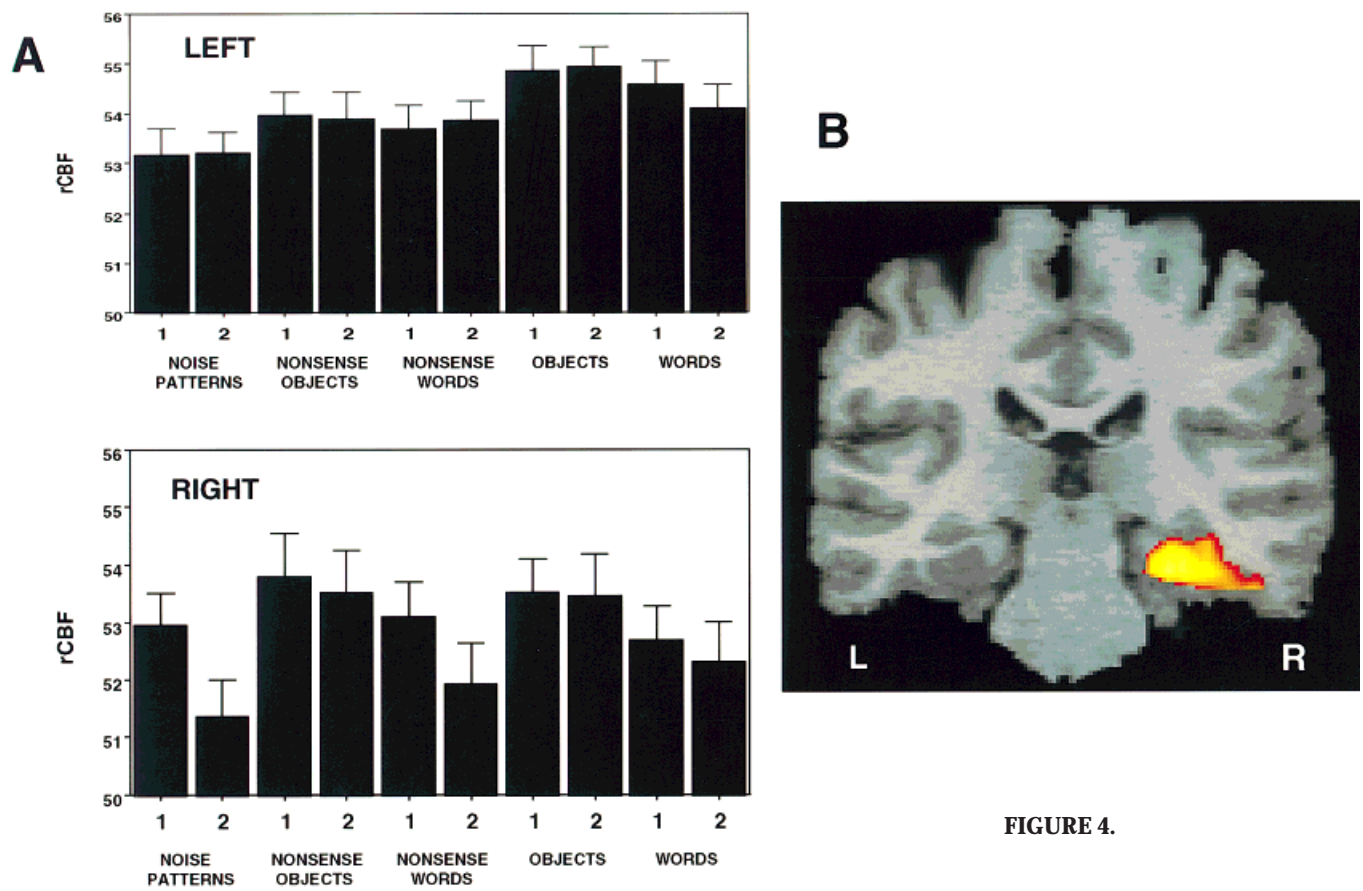 A
LEFT
56
55
54
53
52
51
50
rCBF
1 2 1 2 1 2 1 2 1 2
NOISE PATTERNS
NONSENSE OBJECTS
NONSENSE WORDS
OBJECTS
WORDS
RIGHT
56
55
54
53
52
51
50
rCBF
1 2 1 2 1 2 1 2 1 2
NOISE PATTERNS
NONSENSE OBJECTS
NONSENSE WORDS
OBJECTS
WORDS
B
L R
FIGURE 4.